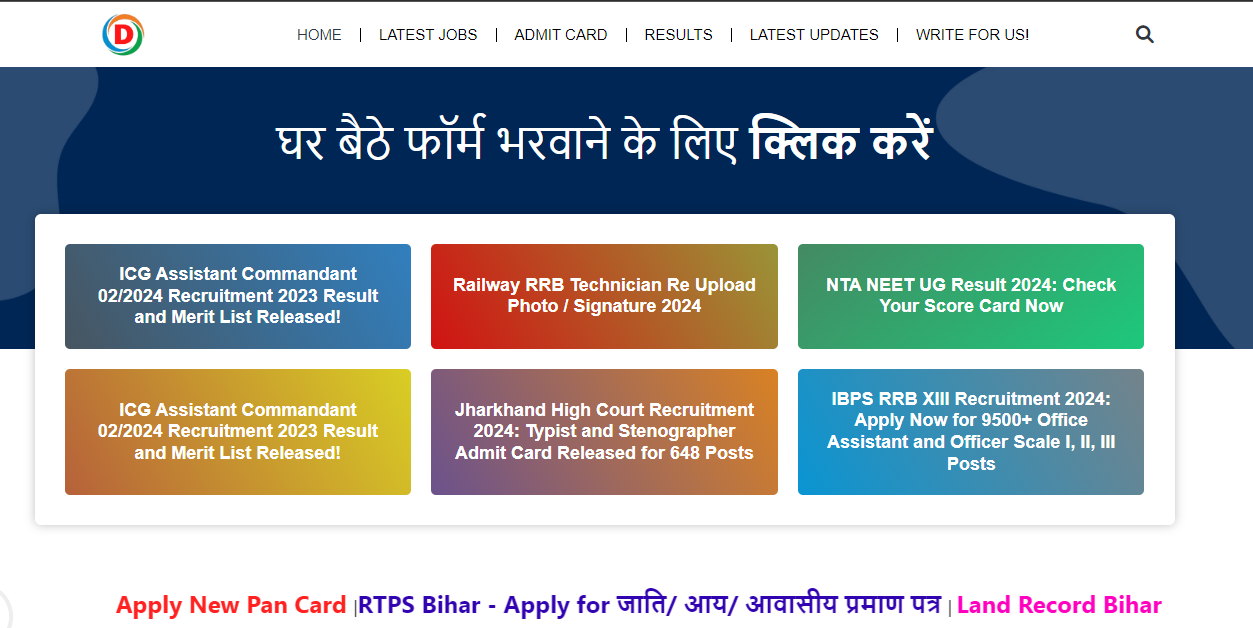 D
HOME | LATEST JOBS | ADMIT CARD | RESULTS | LATEST UPDATES | WRITE FOR US!
घर बैठे फॉर्म भरवाने के लिए क्लिक करें
ICG Assistant Commandant
02/2024 Recruitment 2023 Result
and Merit List Released!
Railway RRB Technician Re Upload
Photo / Signature 2024
NTA NEET UG Result 2024: Check
Your Score Card Now
ICG Assistant Commandant
02/2024 Recruitment 2023 Result
and Merit List Released!
Jharkhand High Court Recruitment
2024: Typist and Stenographer
Admit Card Released for 648 Posts
IBPS RRB XIII Recruitment 2024:
Apply Now for 9500+ Office
Assistant and Officer Scale I, II, III
Posts
Apply New Pan Card |RTPS Bihar - Apply for जाति/ आय/ आवासीय प्रमाण पत्र | Land Record Bihar